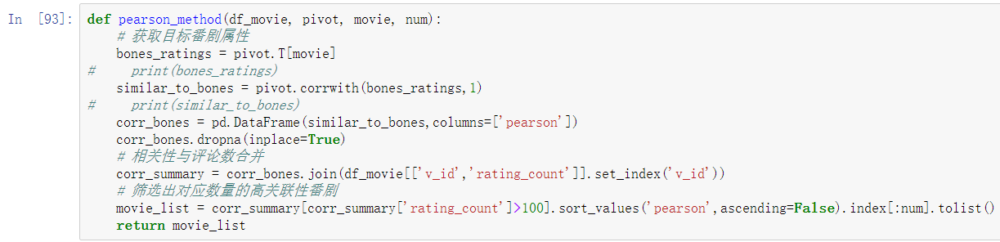 In [93]: def pearson_method(df_movie, pivot, movie, num):
    # 获取目标番剧属性
    bones_ratings = pivot.T[movie]
#     print(bones_ratings)
    similar_to_bones = pivot.corrwith(bones_ratings,1)
#     print(similar_to_bones)
    corr_bones = pd.DataFrame(similar_to_bones,columns=['pearson'])
    corr_bones.dropna(inplace=True)
    # 相关性与评论数合并
    corr_summary = corr_bones.join(df_movie[['v_id','rating_count']].set_index('v_id'))
    # 筛选出对应数量的高关联性番剧
    movie_list = corr_summary[corr_summary['rating_count']>100].sort_values('pearson',ascending=False).index[:num].tolist()
    return movie_list